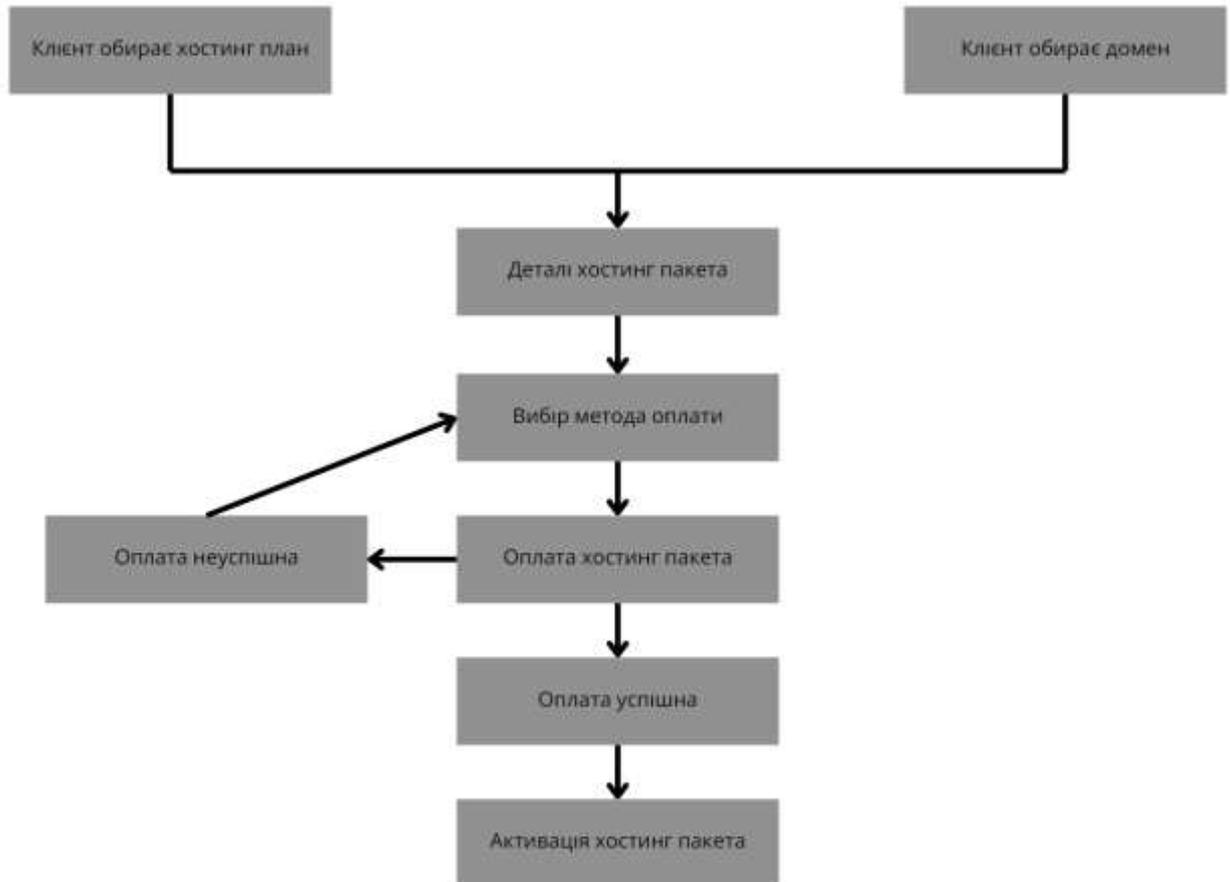 Клієнт обирає хостинг план
Клієнт обирає домен
Деталі хостинг пакета
Вибір метода оплати
Оплата неуспішна
Оплата хостинг пакета
Оплата успішна
Активація хостинг пакета